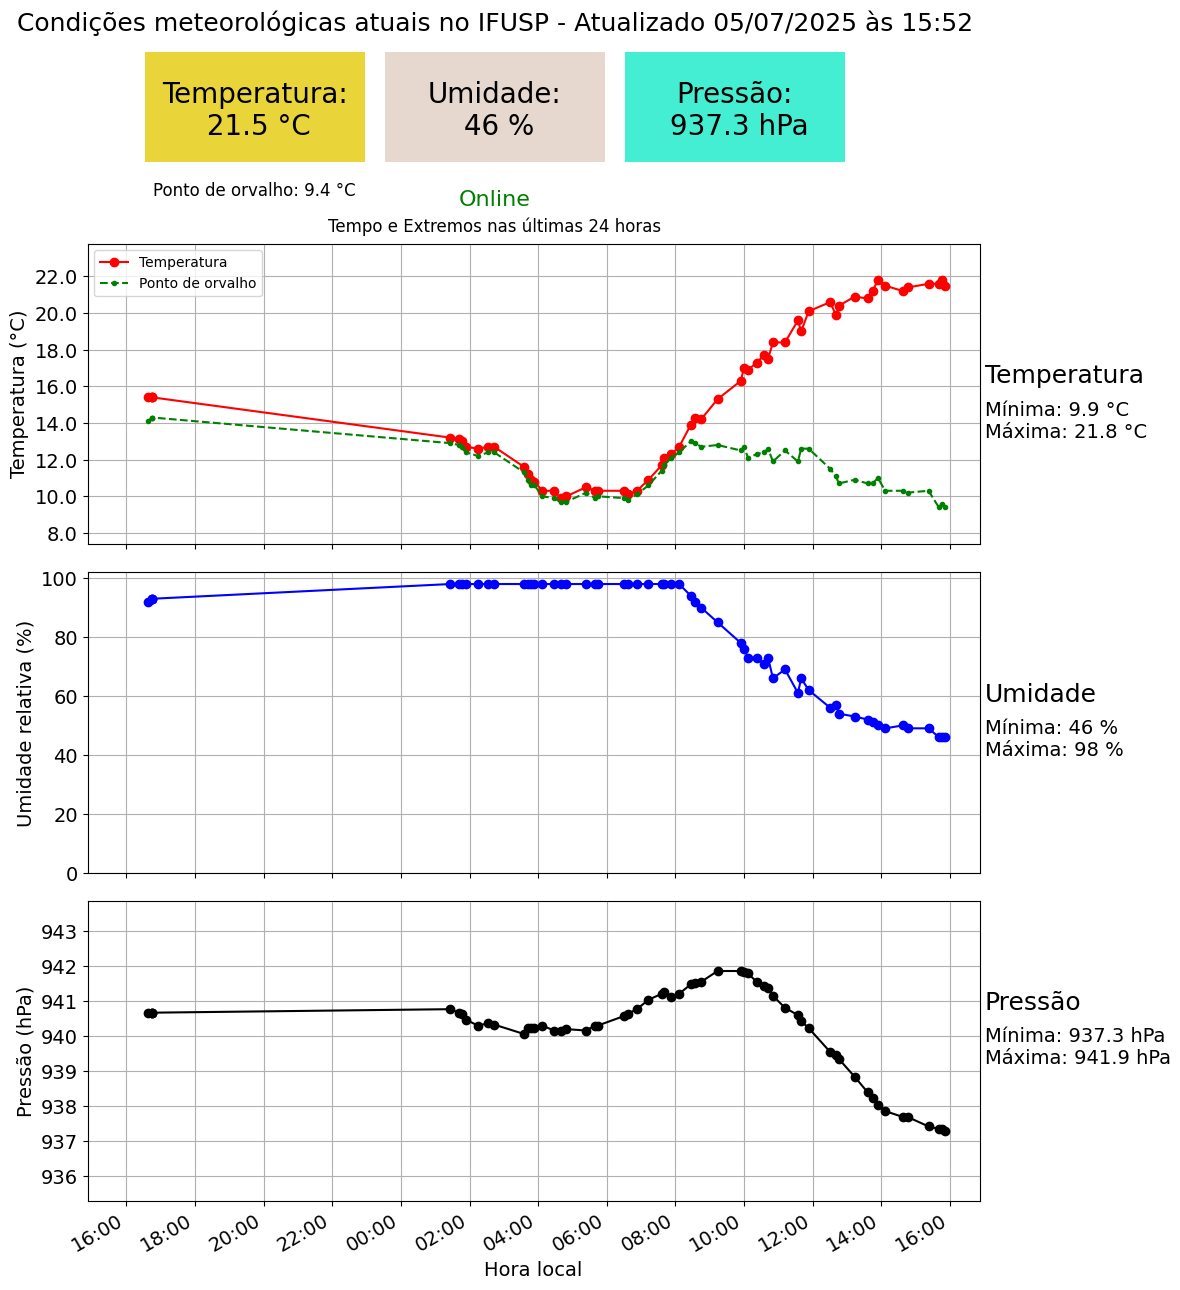 Condições meteorológicas atuais no IFUSP - Atualizado 05/07/2025 às 15:52
Temperatura:
21.5 °C
Umidade:
46 %
Pressão:
937.3 hPa
Ponto de orvalho: 9.4 °C
Online
Tempo e Extremos nas últimas 24 horas
Temperatura
Ponto de orvalho
Temperatura (°C)
22.0
20.0
18.0
16.0
14.0
12.0
10.0
8.0
Temperatura
Mínima: 9.9 °C
Máxima: 21.8 °C
Umidade relativa (%)
100
80
60
40
20
0
Umidade
Mínima: 46 %
Máxima: 98 %
Pressão (hPa)
943
942
941
940
939
938
937
936
Pressão
Mínima: 937.3 hPa
Máxima: 941.9 hPa
16:00 18:00 20:00 22:00 00:00 02:00 04:00 06:00 08:00 10:00 12:00 14:00 16:00
Hora local